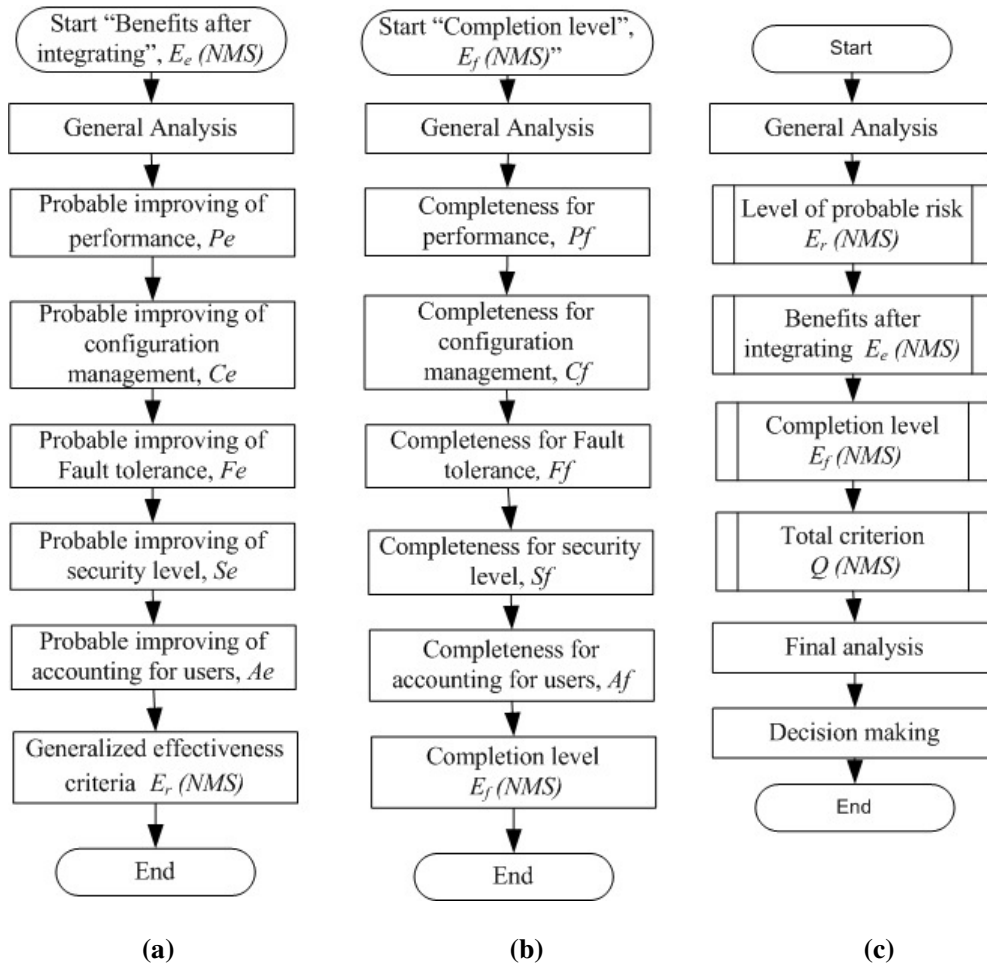 Start “Benefits after
integrating”, Ee (NMS)
General Analysis
Probable improving of
performance, Pe
Probable improving of
configuration
management, Ce
Probable improving of
Fault tolerance, Fe
Probable improving of
security level, Se
Probable improving of
accounting for users, Ae
Generalized effectiveness
criteria Er (NMS)
End
(a)
Start “Completion level”,
Ef (NMS)”
General Analysis
Completeness for
performance, Pf
Completeness for
configuration
management, Cf
Completeness for Fault
tolerance, Ff
Completeness for security
level, Sf
Completeness for
accounting for users, Af
Completion level
Ef (NMS)
End
(b)
Start
General Analysis
Level of probable risk
Er (NMS)
Benefits after
integrating Ee (NMS)
Completion level
Ef (NMS)
Total criterion
Q (NMS)
Final analysis
Decision making
End
(c)